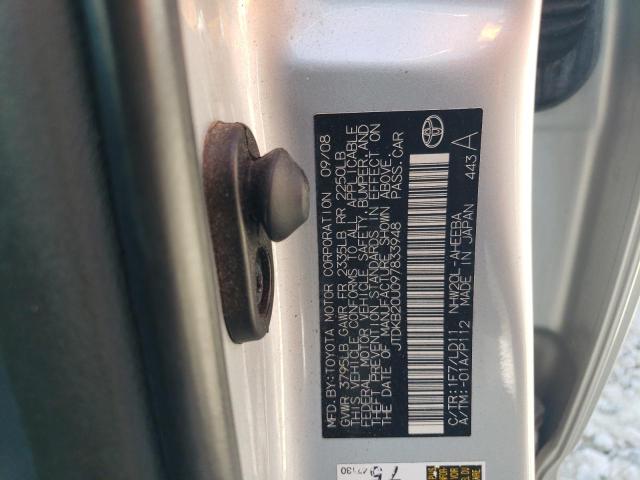 MFD.BY:TOYOTA MOTOR CORPORATION 09/08
GVWR 3795LB GAWR FR 2335LB RR 2250LB
THIS VEHICLE CONFORMS TO ALL APPLICABLE
FEDERAL MOTOR VEHICLE SAFETY, BUMPER, AND
THEFT PREVENTION STANDARDS IN EFFECT ON
THE DATE OF MANUFACTURE SHOWN ABOVE.
JTDKB20U097833948 PASS.CAR
C/TR:1F7/LD11 NHW20L-AHEEBA
A/TM:-01A/P112 MADE IN JAPAN 443 A
75